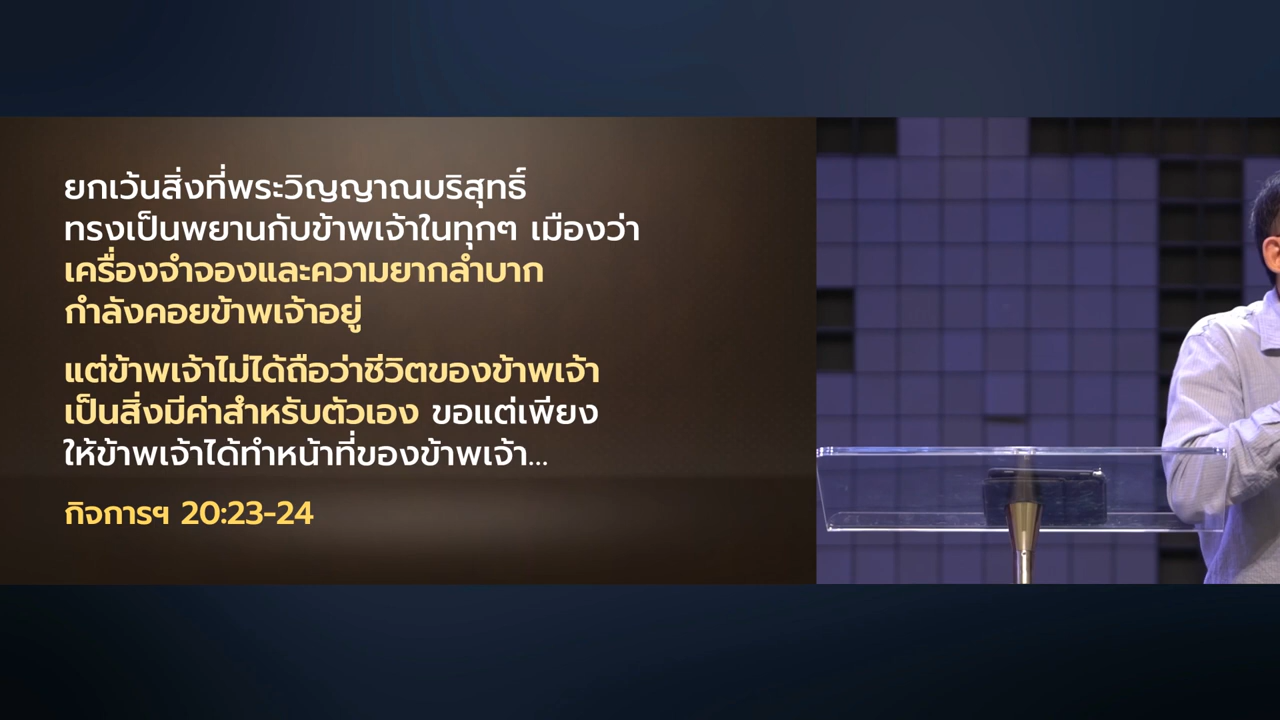 ยกเว้นสิ่งที่พระวิญญาณบริสุทธิ์
ทรงเป็นพยานกับข้าพเจ้าในทุกๆ เมืองว่า
เครื่องจำจองและความยากลำบาก
กำลังคอยข้าพเจ้าอยู่
แต่ข้าพเจ้าไม่ได้ถือว่าชีวิตของข้าพเจ้า
เป็นสิ่งมีค่าสำหรับตัวเอง ขอแต่เพียง
ให้ข้าพเจ้าได้ทำหน้าที่ของข้าพเจ้า...
กิจการฯ 20:23-24